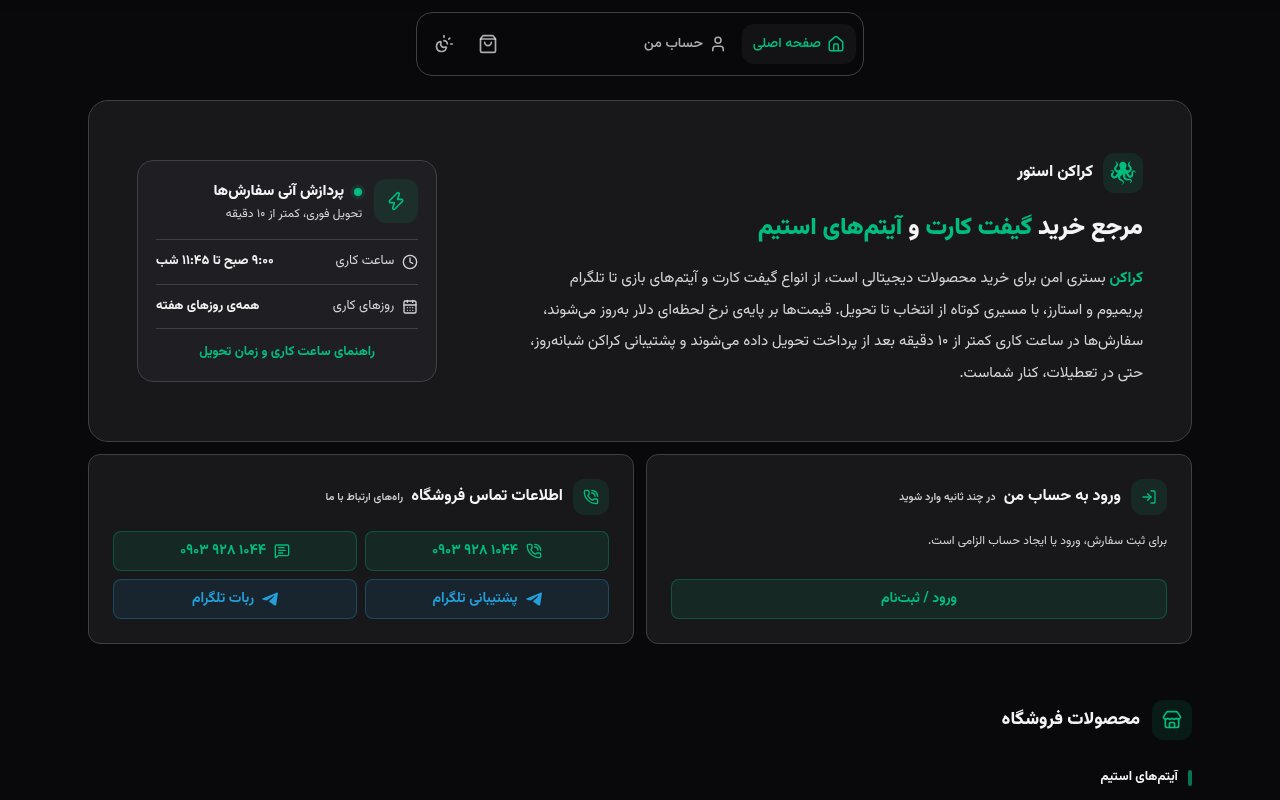 صفحه اصلی
حساب من
کراکن استور
مرجع خرید گیفت کارت و آیتم‌های استیم
کراکن بستری امن برای خرید محصولات دیجیتالی است، از انواع گیفت کارت و آیتم‌های بازی تا تلگرام
پریمیوم و استارز، با مسیری کوتاه از انتخاب تا تحویل. قیمت‌ها بر پایه‌ی نرخ لحظه‌ای دلار به‌روز می‌شوند،
سفارش‌ها در ساعت کاری کمتر از ۱۰ دقیقه بعد از پرداخت تحویل داده می‌شوند و پشتیبانی کراکن شبانه‌روز،
حتی در تعطیلات، کنار شماست.
پردازش آنی سفارش‌ها
تحویل فوری، کمتر از ۱۰ دقیقه
ساعت کاری
۹:۰۰ صبح تا ۱۱:۴۵ شب
روزهای کاری
همه‌ی روزهای هفته
راهنمای ساعت کاری و زمان تحویل
ورود به حساب من
در چند ثانیه وارد شوید
برای ثبت سفارش، ورود یا ایجاد حساب الزامی است.
ورود / ثبت‌نام
اطلاعات تماس فروشگاه
راه‌های ارتباط با ما
۰۹۰۳ ۹۲۸ ۱۰۴۴
۰۹۰۳ ۹۲۸ ۱۰۴۴
پشتیبانی تلگرام
ربات تلگرام
محصولات فروشگاه
آیتم‌های استیم